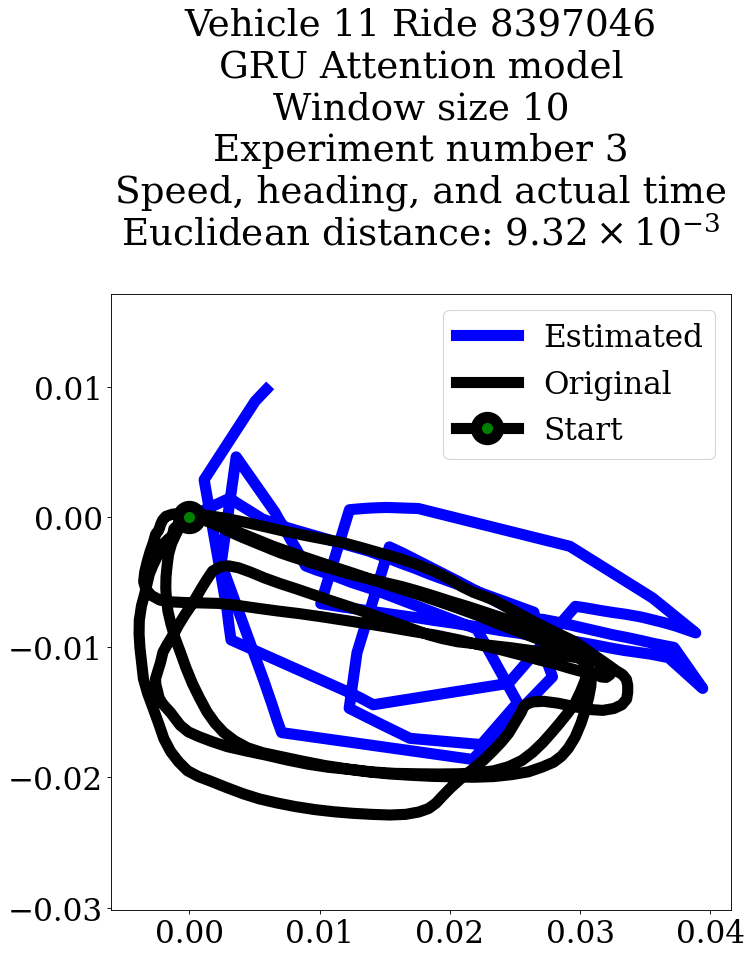 Vehicle 11 Ride 8397046
GRU Attention model
Window size 10
Experiment number 3
Speed, heading, and actual time
Euclidean distance: 9.32 × 10⁻³
Estimated
Original
Start
0.01
0.00
−0.01
−0.02
−0.03
0.00 0.01 0.02 0.03 0.04